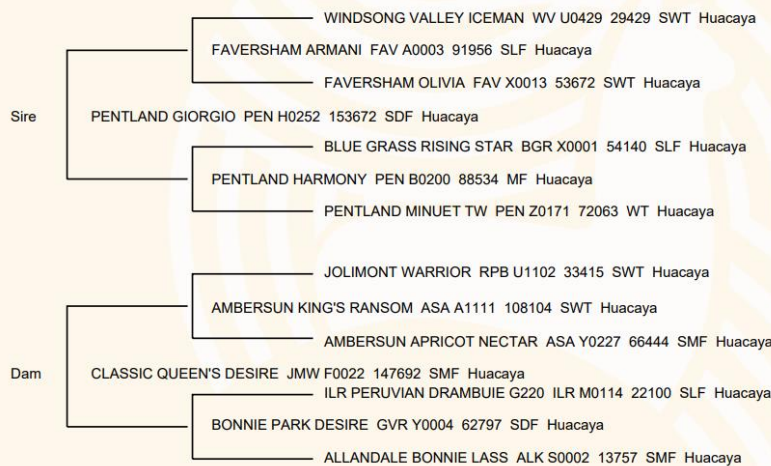 WINDSONG VALLEY ICEMAN WV U0429 29429 SWT Huacaya
FAVERSHAM ARMANI FAV A0003 91956 SLF Huacaya
FAVERSHAM OLIVIA FAV X0013 53672 SWT Huacaya
Sire PENTLAND GIORGIO PEN H0252 153672 SDF Huacaya
BLUE GRASS RISING STAR BGR X0001 54140 SLF Huacaya
PENTLAND HARMONY PEN B0200 88534 MF Huacaya
PENTLAND MINUET TW PEN Z0171 72063 WT Huacaya
JOLIMONT WARRIOR RPB U1102 33415 SWT Huacaya
AMBERSUN KING'S RANSOM ASA A1111 108104 SWT Huacaya
AMBERSUN APRICOT NECTAR ASA Y0227 66444 SMF Huacaya
Dam CLASSIC QUEEN'S DESIRE JMW F0022 147692 SMF Huacaya
ILR PERUVIAN DRAMBUIE G220 ILR M0114 22100 SLF Huacaya
BONNIE PARK DESIRE GVR Y0004 62797 SDF Huacaya
ALLANDALE BONNIE LASS ALK S0002 13757 SMF Huacaya